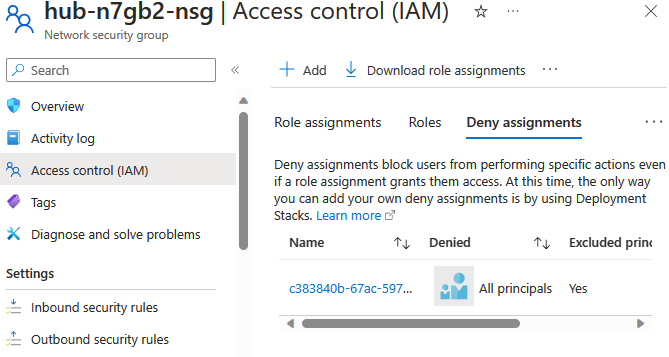 hub-n7gb2-nsg | Access control (IAM)
Network security group
Search
Add
Download role assignments
Overview
Activity log
Access control (IAM)
Tags
Diagnose and solve problems
Settings
Inbound security rules
Outbound security rules
Role assignments
Roles
Deny assignments
Deny assignments block users from performing specific actions even
if a role assignment grants them access. At this time, the only way
you can add your own deny assignments is by using Deployment
Stacks. Learn more
Name
Denied
Excluded princ
c383840b-67ac-597...
All principals
Yes